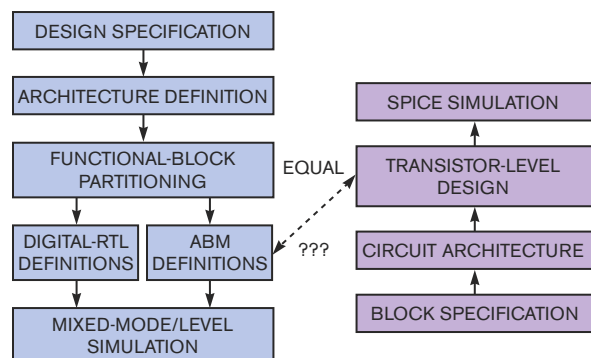 DESIGN SPECIFICATION
ARCHITECTURE DEFINITION
FUNCTIONAL-BLOCK
PARTITIONING
DIGITAL-RTL
DEFINITIONS
ABM
DEFINITIONS
MIXED-MODE/LEVEL
SIMULATION
EQUAL
???
SPICE SIMULATION
TRANSISTOR-LEVEL
DESIGN
CIRCUIT ARCHITECTURE
BLOCK SPECIFICATION